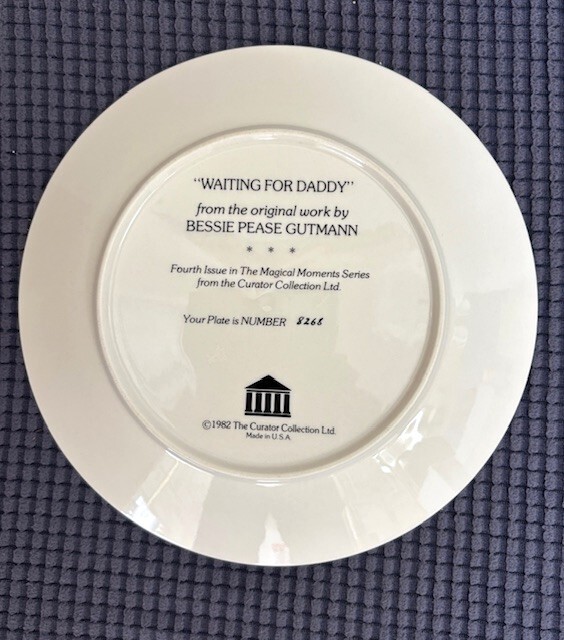 "WAITING FOR DADDY"
from the original work by
BESSIE PEASE GUTMANN
* * *
Fourth Issue in The Magical Moments Series
from the Curator Collection Ltd.
Your Plate is NUMBER 8268
©1982 The Curator Collection Ltd.
Made in U.S.A.